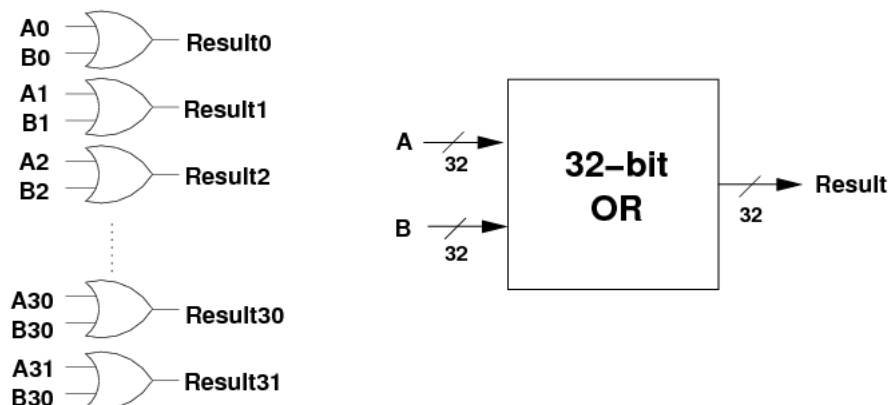 A0
B0
Result0
A1
B1
Result1
A2
B2
Result2
A30
B30
Result30
A31
B30
Result31
A
32
B
32
32-bit
OR
32
Result